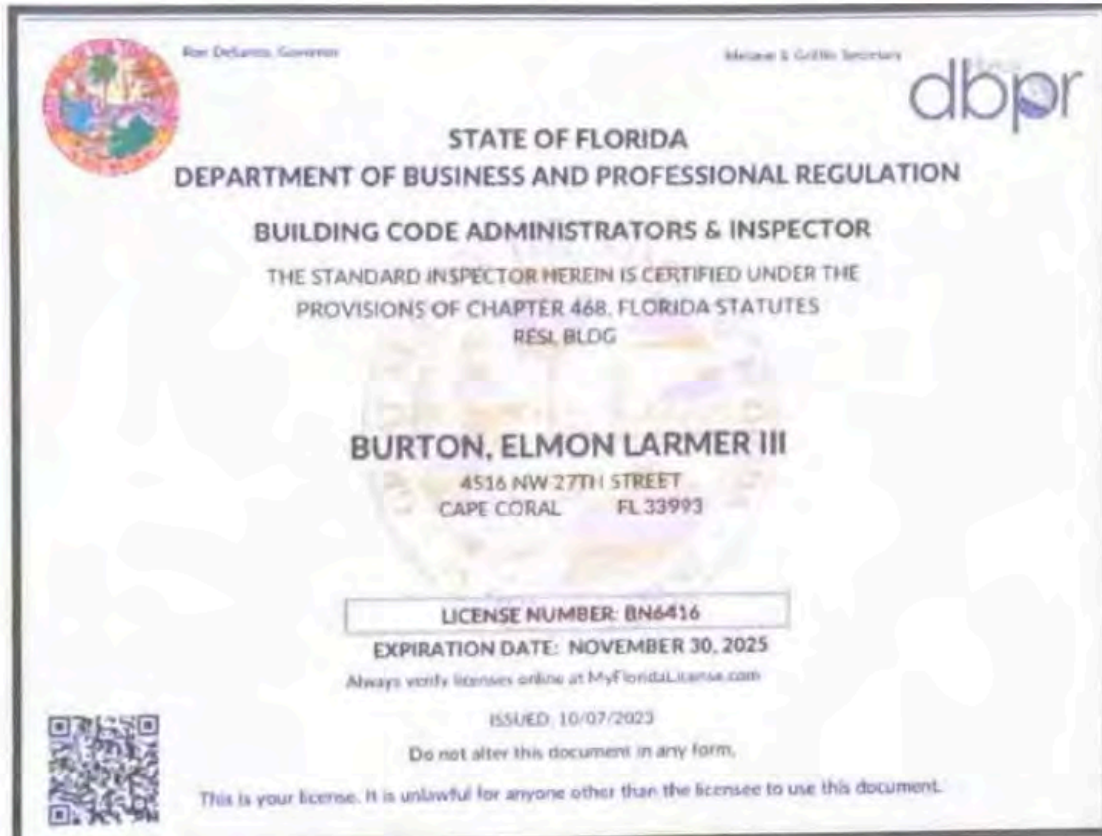 Ron DeSantis, Governor
Melanie S. Griffin, Secretary
dbpr
STATE OF FLORIDA
DEPARTMENT OF BUSINESS AND PROFESSIONAL REGULATION
BUILDING CODE ADMINISTRATORS & INSPECTOR
THE STANDARD INSPECTOR HEREIN IS CERTIFIED UNDER THE
PROVISIONS OF CHAPTER 468, FLORIDA STATUTES
RESI, BLDG
BURTON, ELMON LARMER III
4516 NW 27TH STREET
CAPE CORAL FL 33993
LICENSE NUMBER: BN6416
EXPIRATION DATE: NOVEMBER 30, 2025
Always verify licenses online at MyFloridaLicense.com
ISSUED: 10/07/2023
Do not alter this document in any form.
This is your license. It is unlawful for anyone other than the licensee to use this document.